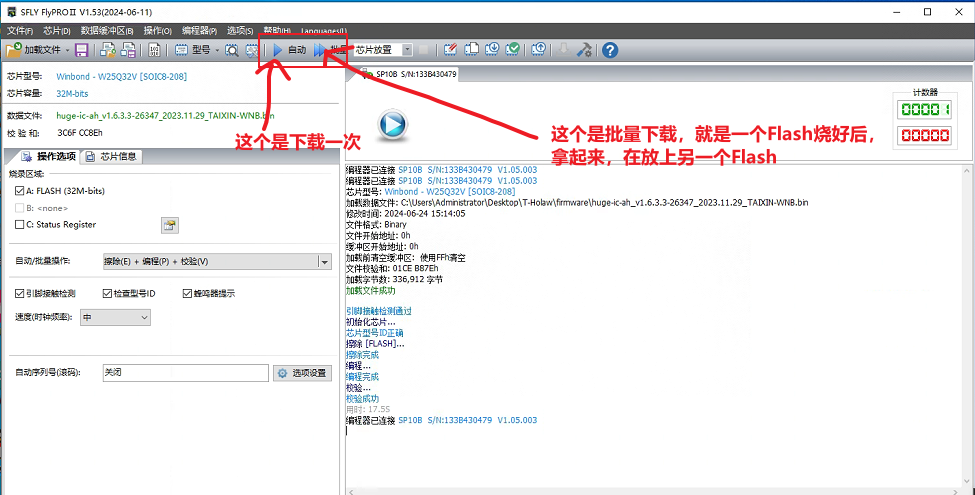 SFLY FlyPRO II V1.53(2024-06-11)
文件(F) 芯片(D) 数据缓冲区(B) 操作(O) 编程器(P) 选项(S) 帮助(H) Languages(L)
加载文件 型号 自动 批量 芯片放置
芯片型号: Winbond - W25Q32V [SOIC8-208]
芯片容量: 32M-bits
数据文件: huge-ic-ah_v1.6.3.3-26347_2023.11.29_TAIXIN-WNB.bin
校 验 和: 3C6F CC8Eh
这个是下载一次
操作选项 芯片信息
烧录区域:
A: FLASH (32M-bits)
B: <none>
C: Status Register
自动/批量操作: 擦除(E) + 编程(P) + 校验(V)
引脚接触检测 检查型号ID 蜂鸣器提示
速度(时钟频率): 中
自动序列号(滚码): 关闭 选项设置
SP10B S/N:133B430479
计数器
00001
00000
这个是批量下载，就是一个Flash烧好后，
拿起来，在放上另一个Flash
编程器已连接 SP10B S/N:133B430479 V1.05.003
编程器已连接 SP10B S/N:133B430479 V1.05.003
芯片型号: Winbond - W25Q32V [SOIC8-208]
加载数据文件: C:\Users\Administrator\Desktop\T-Holaw\firmware\huge-ic-ah_v1.6.3.3-26347_2023.11.29_TAIXIN-WNB.bin
修改时间: 2024-06-24 15:14:05
文件格式: Binary
文件开始地址: 0h
缓冲区开始地址: 0h
加载前清空缓冲区: 使用FFh清空
文件校验和: 01CE B87Eh
加载字节数: 336,912 字节
加载文件成功
引脚接触检测通过
初始化芯片...
芯片型号ID正确
擦除 [FLASH]...
擦除完成
编程...
编程完成
校验...
校验成功
用时: 17.5S
编程器已连接 SP10B S/N:133B430479 V1.05.003